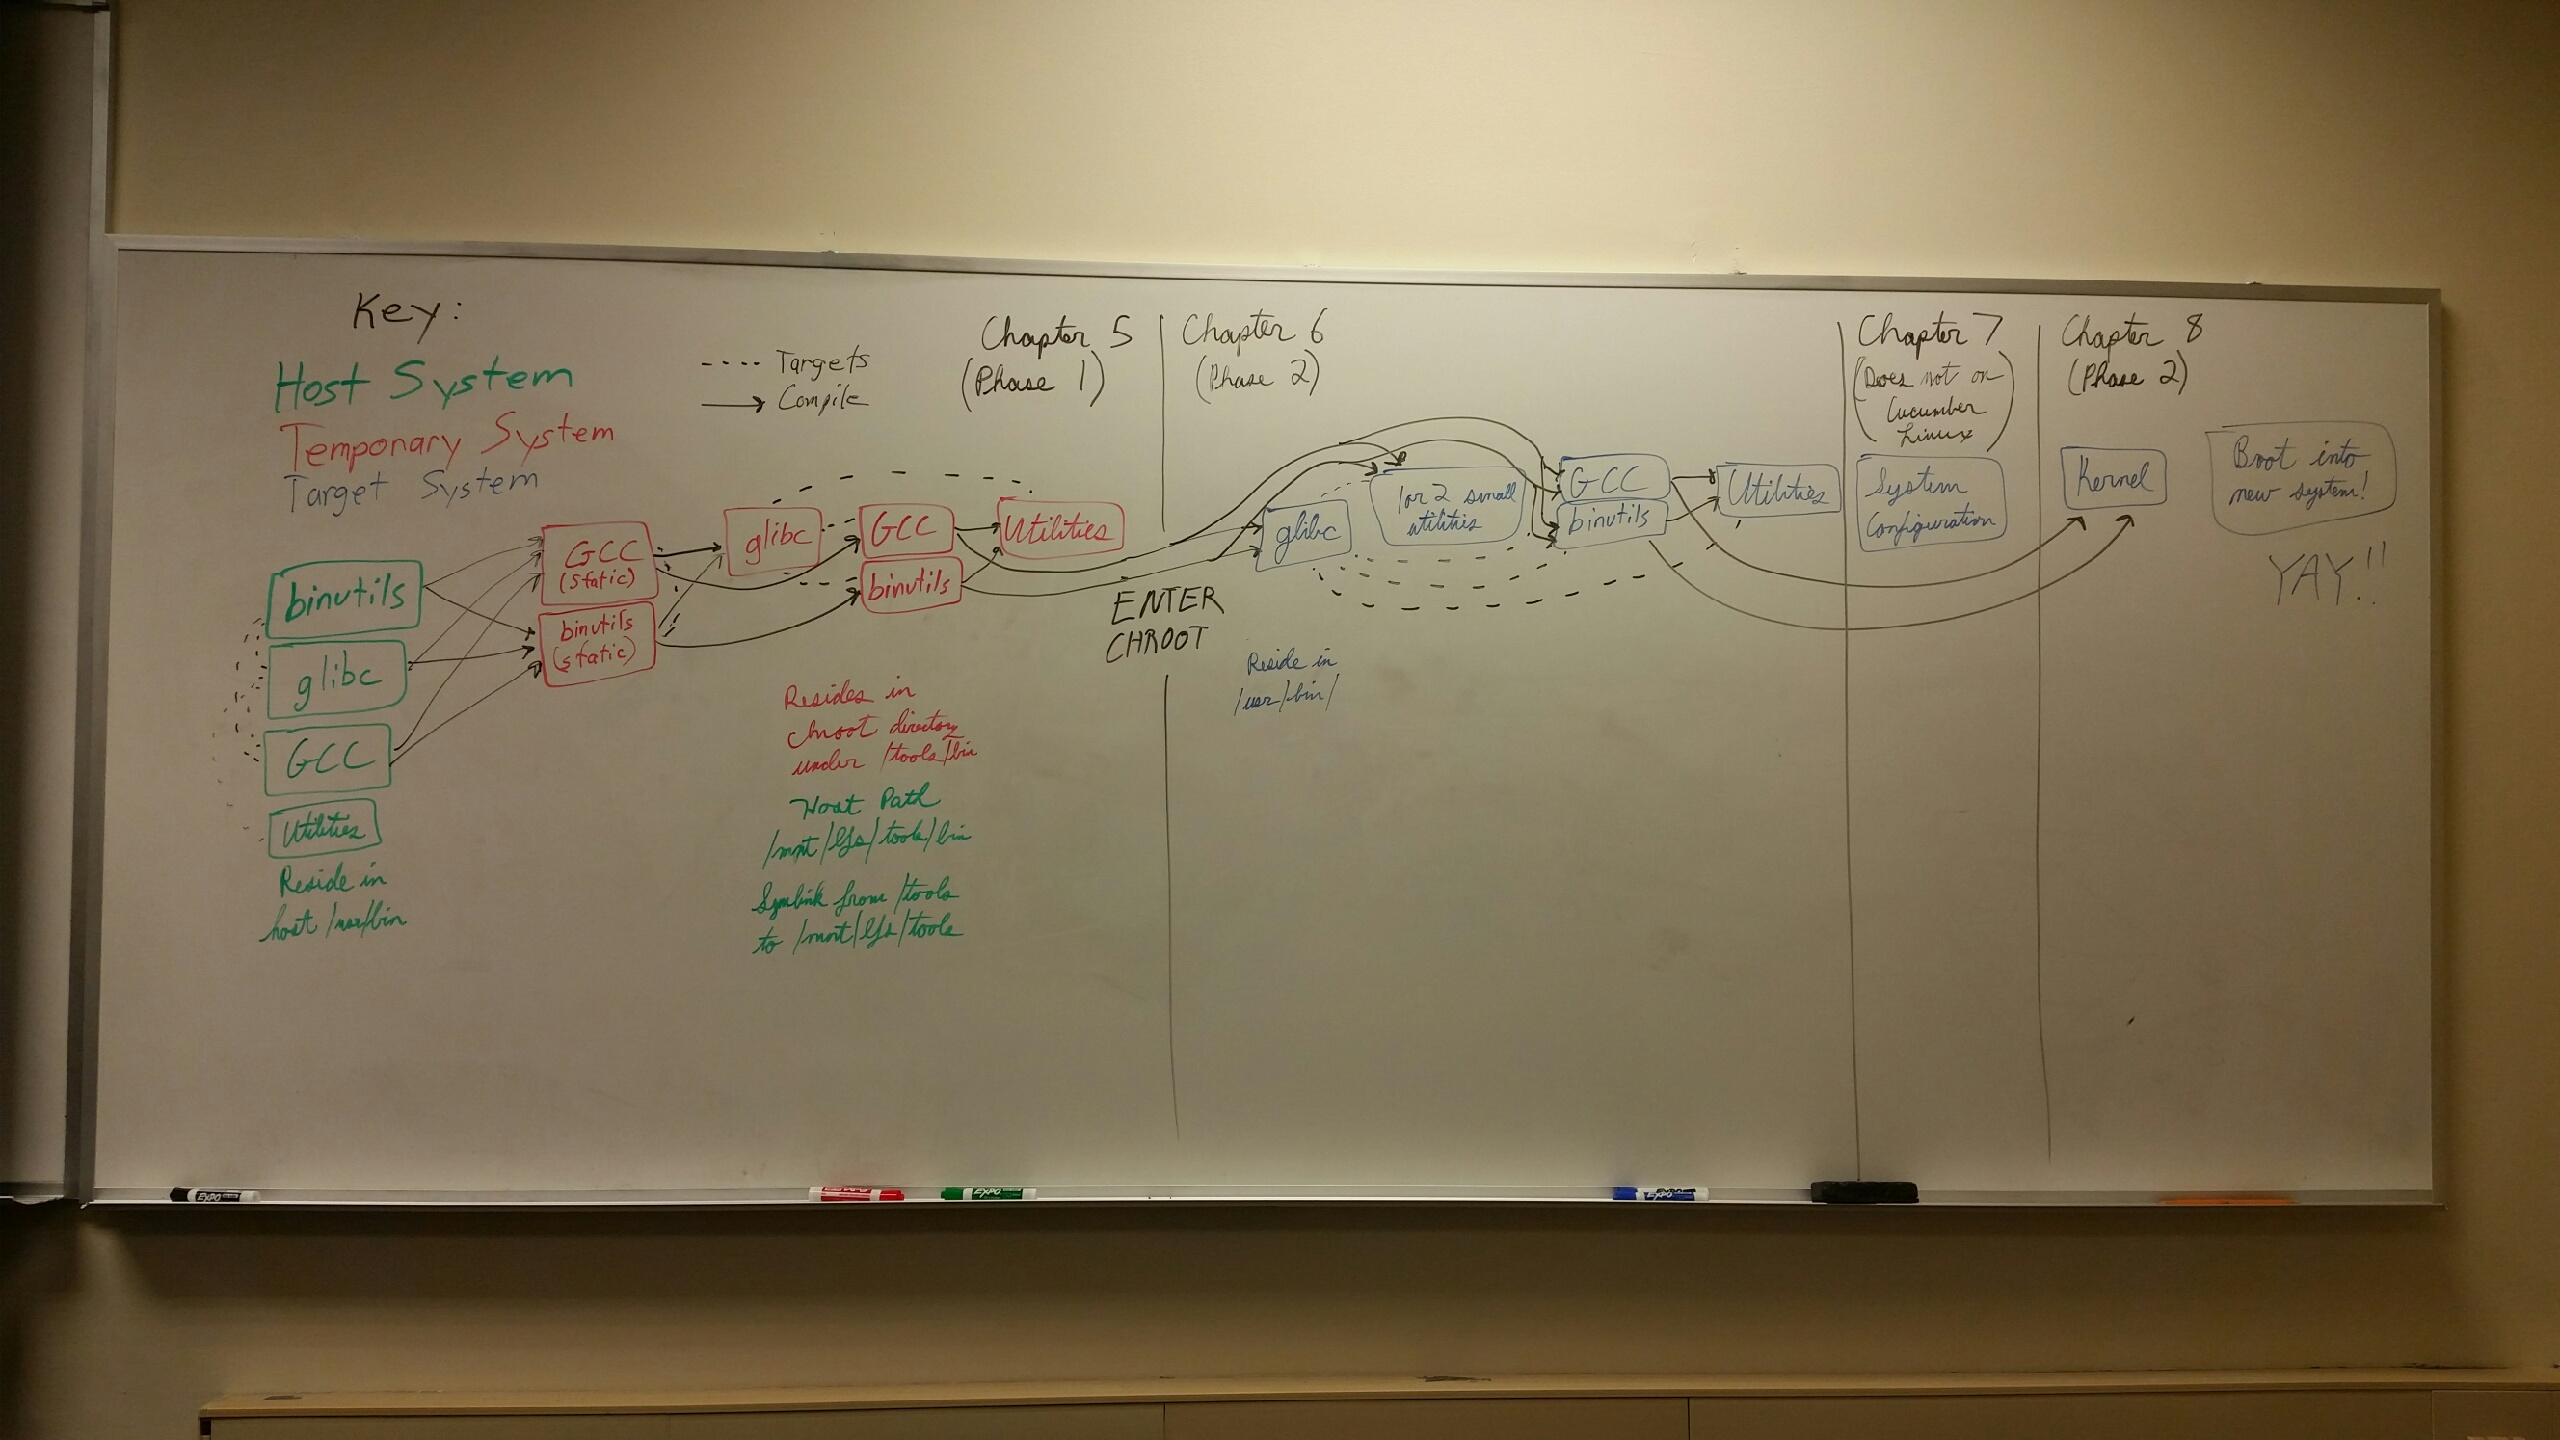 Key:
Host System
Temporary System
Target System
---- Targets
Compile
Chapter 5
(Phase 1)
Chapter 6
(Phase 2)
Chapter 7
(Does not on
Cucumber
Linux)
Chapter 8
(Phase 2)
binutils
glibc
GCC
Utilities
Reside in
host /usr/bin
GCC
(static)
binutils
(static)
glibc
GCC
binutils
Utilities
Resides in
chroot directory
under /tools/bin
Host Path
/mnt/lfs/tools/bin
Symlink from /tools
to /mnt/lfs/tools
ENTER
CHROOT
glibc
1 or 2 small
utilities
GCC
binutils
Utilities
Reside in
/usr/bin/
System
Configuration
Kernel
Boot into
new system!
YAY!!
EXPO
EXPO
EXPO